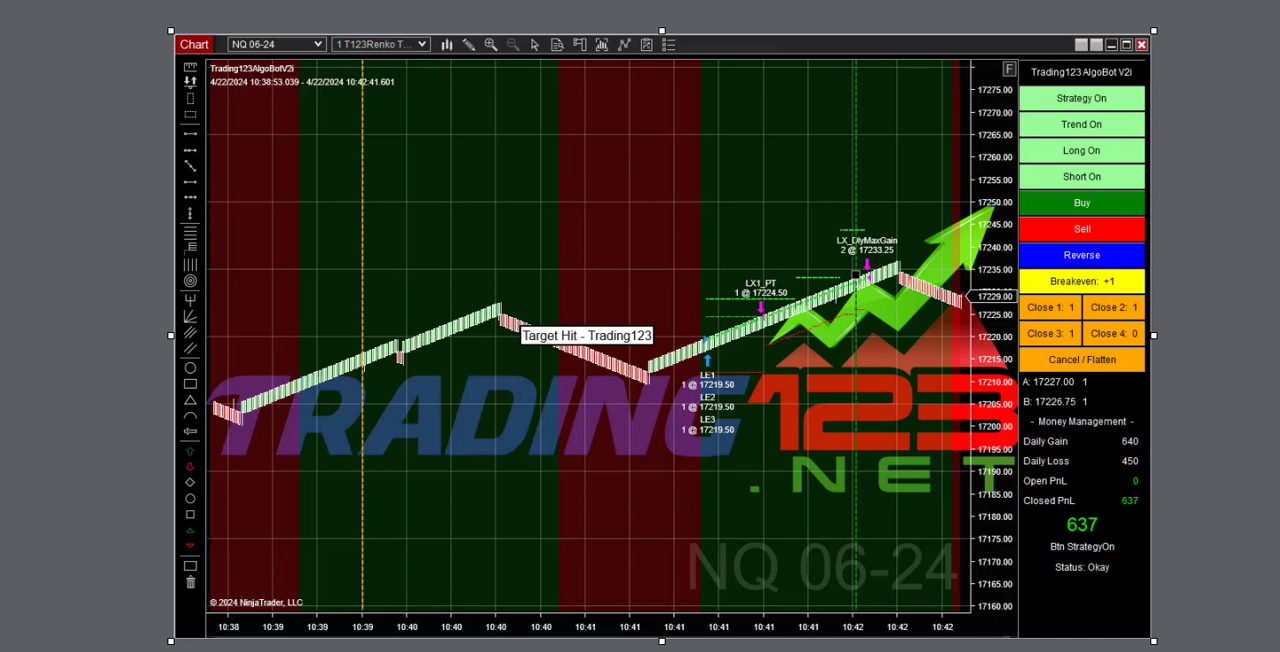 Chart
NQ 06-24
1 T123Renko T...
Trading123AlgoBotV2i
4/22/2024 10:38:53.039 - 4/22/2024 10:42:41.601
F
Trading123 AlgoBot V2i
Strategy On
Trend On
Long On
Short On
Buy
Sell
Reverse
Breakeven: +1
Close 1: 1
Close 2: 1
Close 3: 1
Close 4: 0
Cancel / Flatten
A: 17227.00 1
B: 17226.75 1
- Money Management -
Daily Gain 640
Daily Loss 450
Open PnL 0
Closed PnL 637
637
Btn StrategyOn
Status: Okay
17275.00
17270.00
17265.00
17260.00
17255.00
17250.00
17245.00
17240.00
17235.00
17229.00
17225.00
17220.00
17215.00
17210.00
17205.00
17200.00
17195.00
17190.00
17185.00
17180.00
17175.00
17170.00
17165.00
17160.00
LX_DlyMaxGain
2 @ 17233.25
LX1_PT
1 @ 17224.50
Target Hit - Trading123
LE1
1 @ 17219.50
LE2
1 @ 17219.50
LE3
1 @ 17219.50
TRADING123
.NET
NQ 06-24
© 2024 NinjaTrader, LLC
10:38 10:39 10:39 10:39 10:40 10:40 10:40 10:40 10:41 10:41 10:41 10:41 10:41 10:41 10:42 10:42 10:42